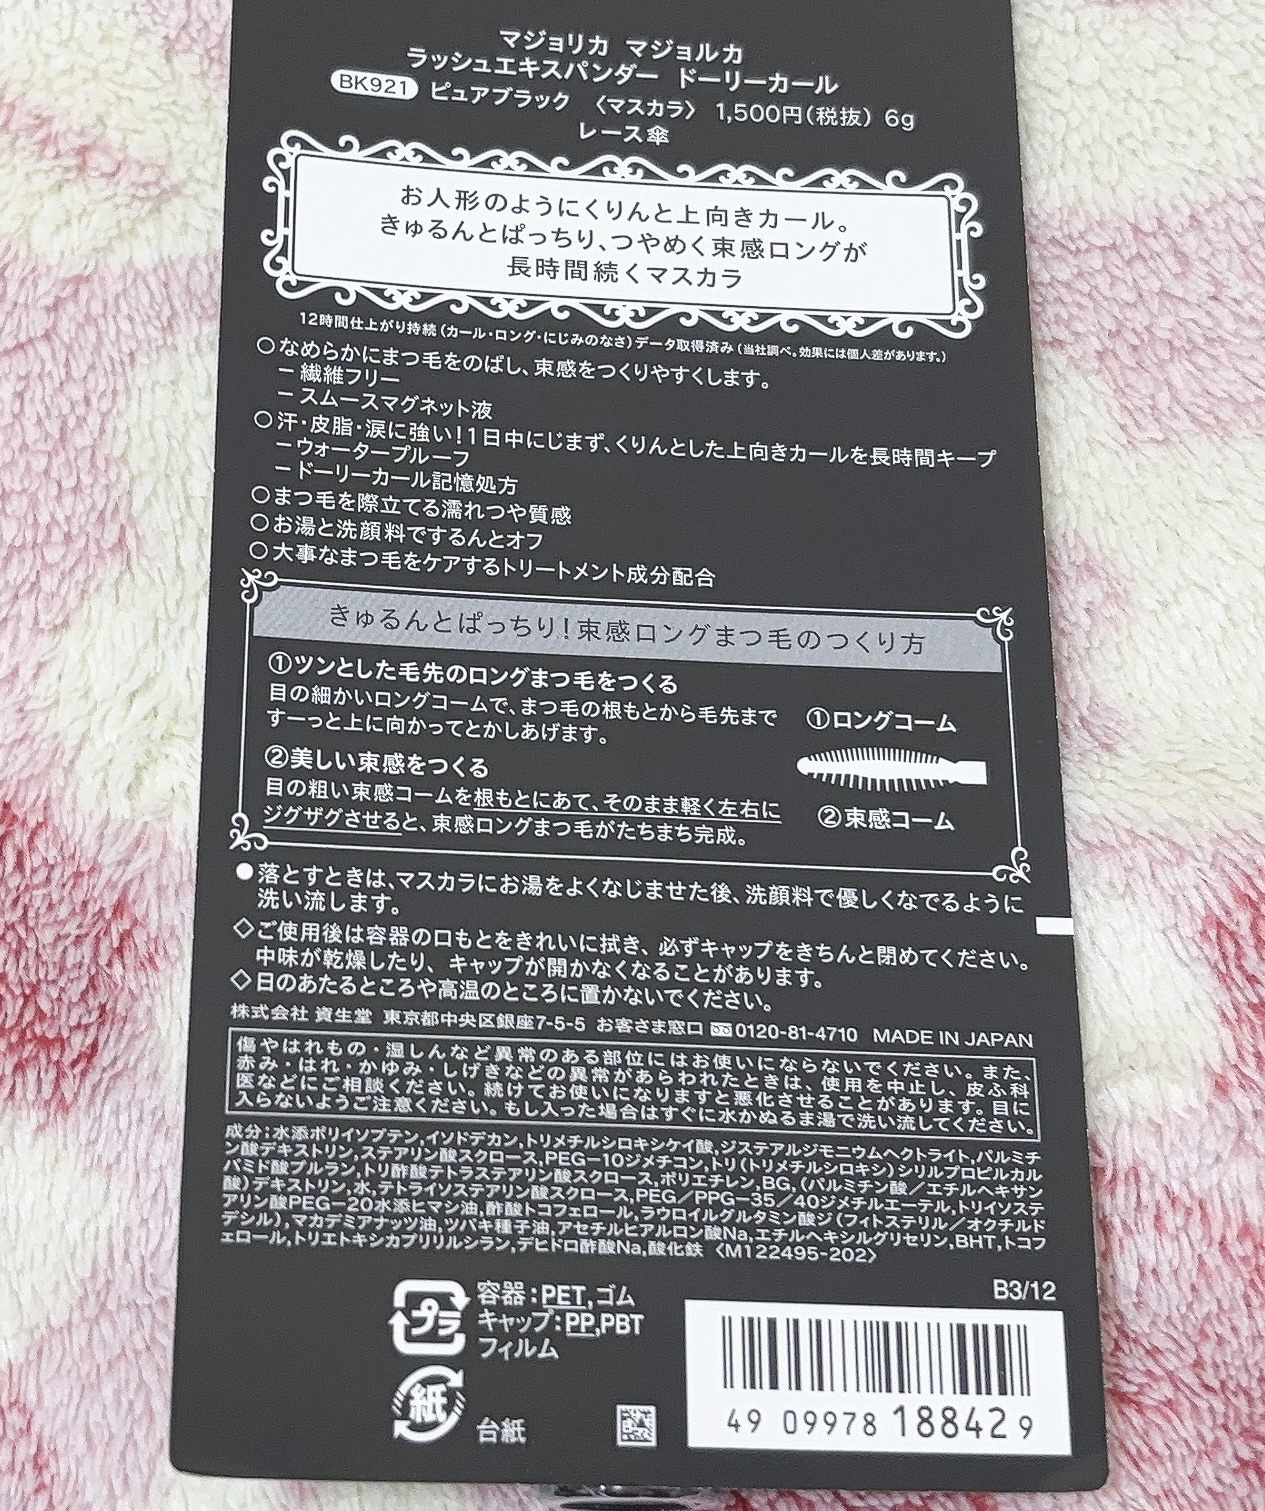 マジョリカ マジョルカ
ラッシュエキスパンダー ドーリーカール
BK921 ピュアブラック 〈マスカラ〉 1,500円(税抜) 6g
レース傘
お人形のようにくりんと上向きカール。
きゅるんとぱっちり、つやめく束感ロングが
長時間続くマスカラ
12時間仕上がり持続(カール・ロング・にじみのなさ)データ取得済み(当社調べ。効果には個人差があります。)
○なめらかにまつ毛をのばし、束感をつくりやすくします。
－繊維フリー
－スムースマグネット液
○汗・皮脂・涙に強い!1日中にじまず、くりんとした上向きカールを長時間キープ
－ウォータープルーフ
－ドーリーカール記憶処方
○まつ毛を際立てる濡れつや質感
○お湯と洗顔料でするんとオフ
○大事なまつ毛をケアするトリートメント成分配合
きゅるんとぱっちり!束感ロングまつ毛のつくり方
①ツンとした毛先のロングまつ毛をつくる
目の細かいロングコームで、まつ毛の根もとから毛先まで
すーっと上に向かってとかしあげます。
①ロングコーム
②美しい束感をつくる
目の粗い束感コームを根もとにあて、そのまま軽く左右に
ジグザグさせると、束感ロングまつ毛がたちまち完成。
②束感コーム
●落とすときは、マスカラにお湯をよくなじませた後、洗顔料で優しくなでるように
洗い流します。
◇ご使用後は容器の口もとをきれいに拭き、必ずキャップをきちんと閉めてください。
中味が乾燥したり、キャップが開かなくなることがあります。
◇日のあたるところや高温のところに置かないでください。
株式会社 資生堂 東京都中央区銀座7-5-5 お客さま窓口 0120-81-4710 MADE IN JAPAN
傷やはれもの・湿しんなど異常のある部位にはお使いにならないでください。また、
赤み・はれ・かゆみ・しげきなどの異常があらわれたときは、使用を中止し、皮ふ科
医などにご相談ください。続けてお使いになりますと悪化させることがあります。目に
入らないようご注意ください。もし入った場合はすぐに水かぬるま湯で洗い流してください。
成分:水添ポリイソブテン,イソドデカン,トリメチルシロキシケイ酸,ジステアルジモニウムヘクトライト,パルミチ
ン酸デキストリン,ステアリン酸スクロース,PEG-10ジメチコン,トリ(トリメチルシロキシ)シリルプロピルカル
バミド酸プルラン,トリ酢酸テトラステアリン酸スクロース,ポリエチレン,BG,(パルミチン酸/エチルヘキサン
酸)デキストリン,水,テトライソステアリン酸スクロース,PEG/PPG-35/40ジメチルエーテル,トリイソステ
アリン酸PEG-20水添ヒマシ油,酢酸トコフェロール,ラウロイルグルタミン酸ジ(フィトステリル/オクチルド
デシル),マカデミアナッツ油,ツバキ種子油,アセチルヒアルロン酸Na,エチルヘキシルグリセリン,BHT,トコフ
ェロール,トリエトキシカプリリルシラン,デヒドロ酢酸Na,酸化鉄 〈M122495-202〉
B3/12
プラ
容器:PET,ゴム
キャップ:PP,PBT
フィルム
紙
台紙
49 09978 188429